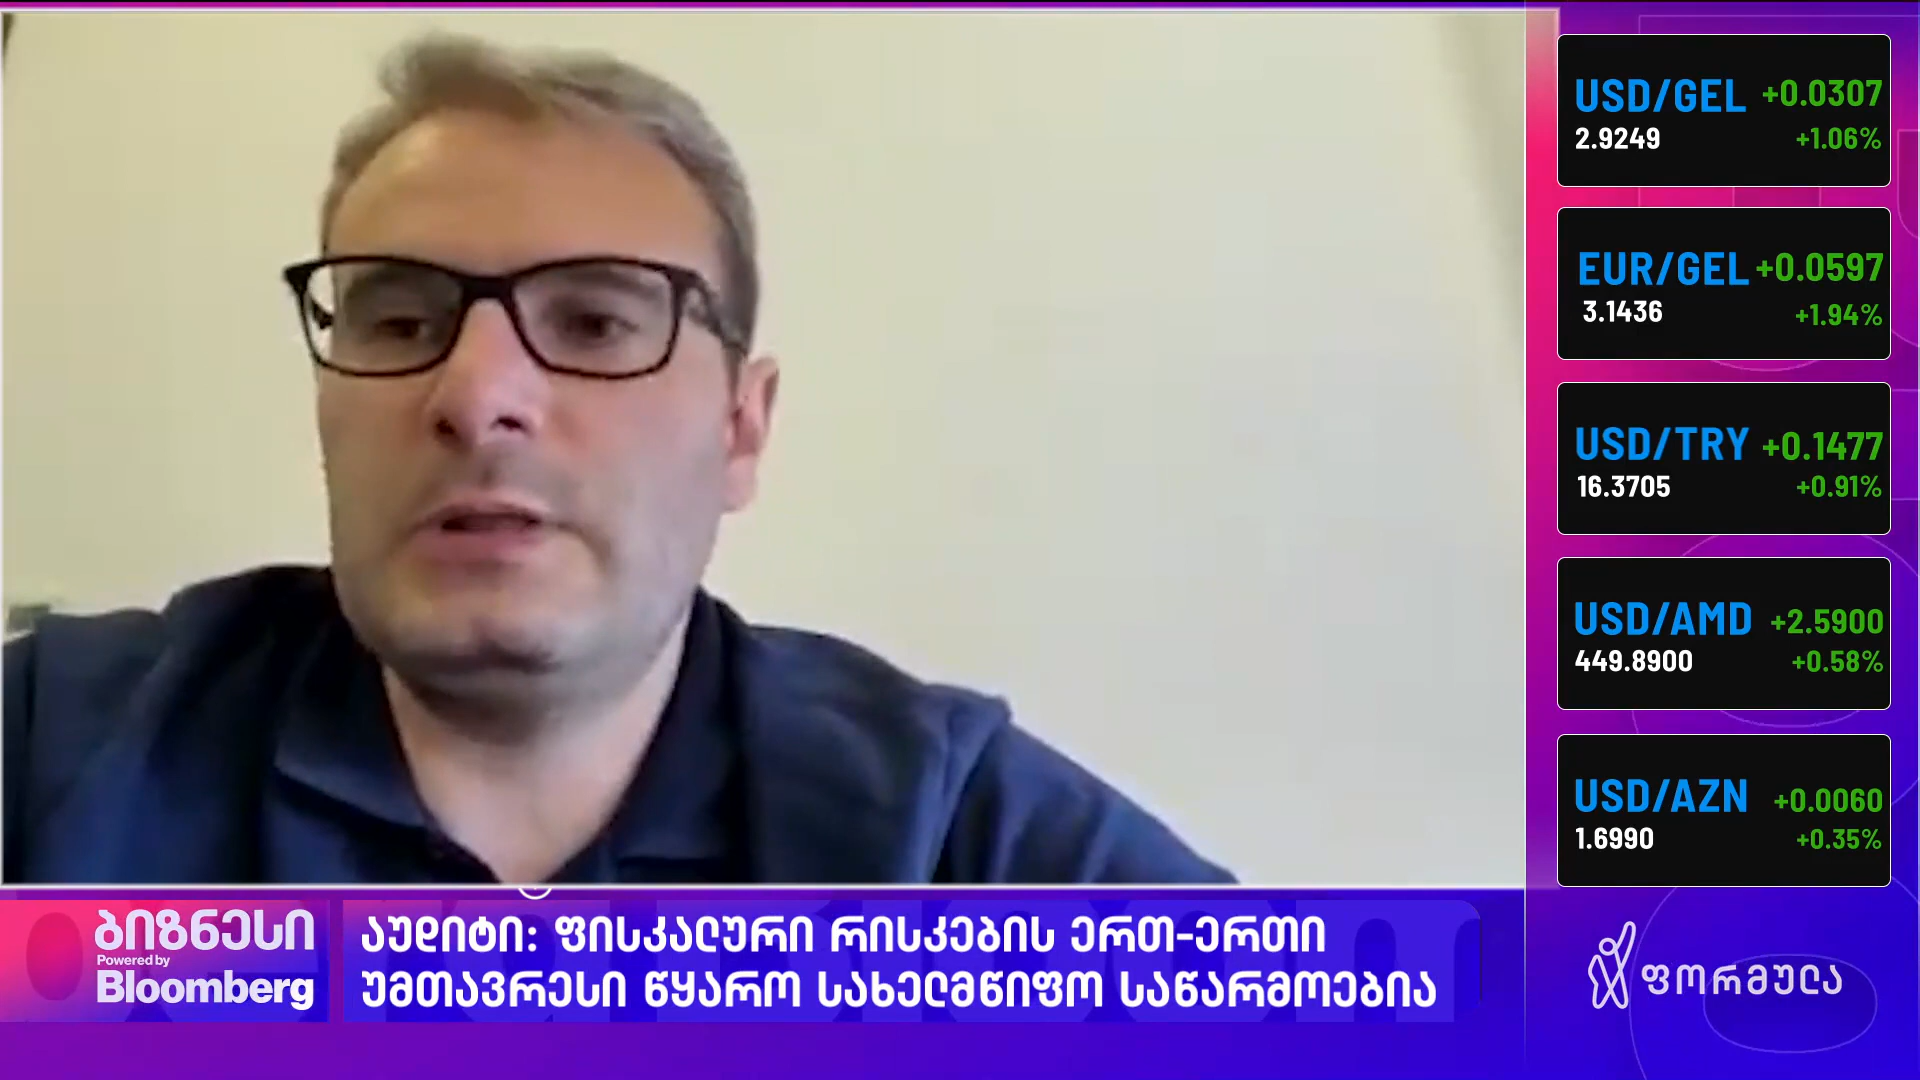 USD/GEL +0.0307
2.9249 +1.06%
EUR/GEL +0.0597
3.1436 +1.94%
USD/TRY +0.1477
16.3705 +0.91%
USD/AMD +2.5900
449.8900 +0.58%
USD/AZN +0.0060
1.6990 +0.35%
ბიზნესი
Powered by
Bloomberg
აუდიტი: ფისკალური რისკების ერთ-ერთი
უმთავრესი წყარო სახელმწიფო საწარმოებია
ფორმულა